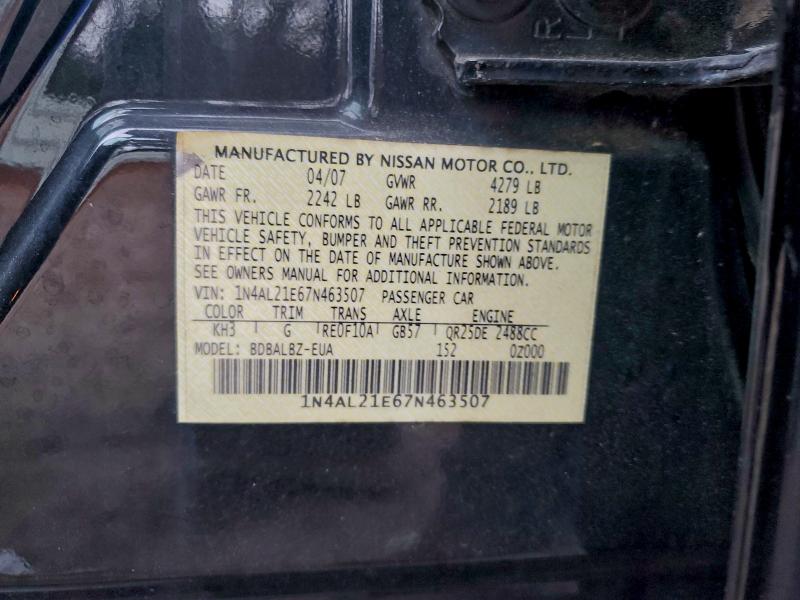 MANUFACTURED BY NISSAN MOTOR CO., LTD.
DATE 04/07 GVWR 4279 LB
GAWR FR. 2242 LB GAWR RR. 2189 LB
THIS VEHICLE CONFORMS TO ALL APPLICABLE FEDERAL MOTOR
VEHICLE SAFETY, BUMPER AND THEFT PREVENTION STANDARDS
IN EFFECT ON THE DATE OF MANUFACTURE SHOWN ABOVE.
SEE OWNERS MANUAL FOR ADDITIONAL INFORMATION.
VIN: 1N4AL21E67N463507 PASSENGER CAR
COLOR TRIM TRANS AXLE ENGINE
KH3 G RE0F10A GB57 QR25DE 2488CC
MODEL: BDBALBZ-EUA 152 0Z000
1N4AL21E67N463507